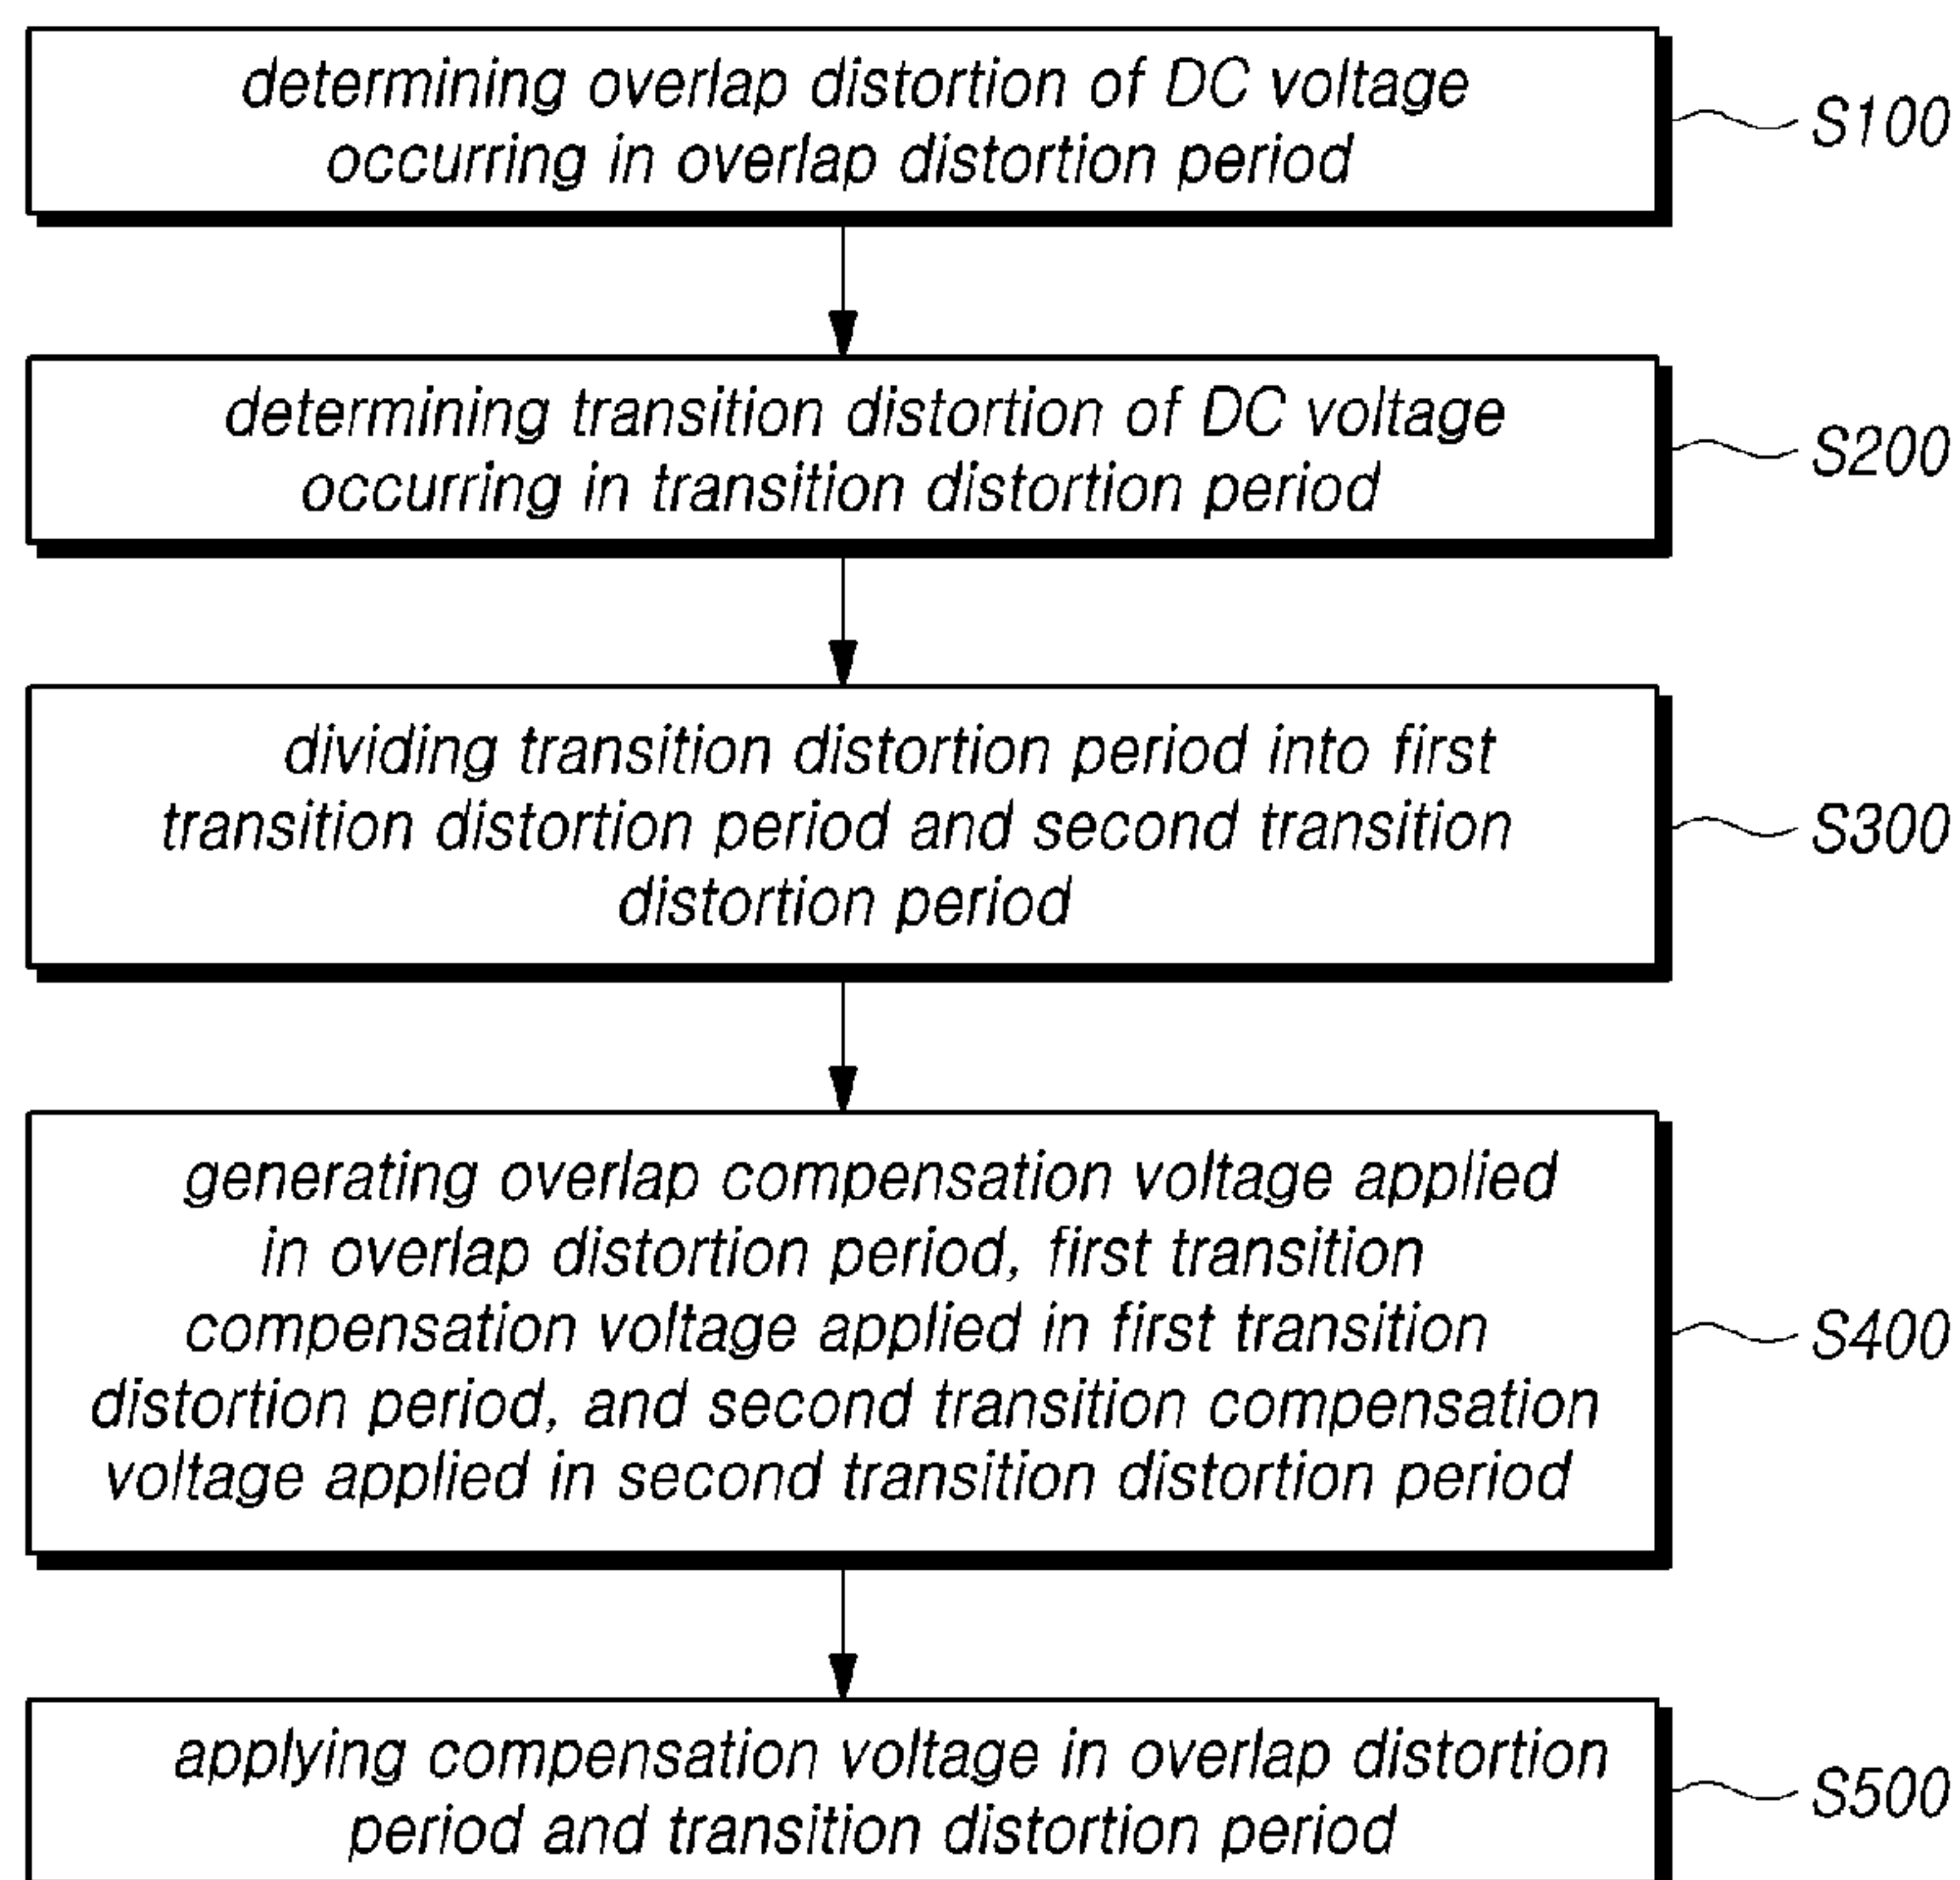 determining overlap distortion of DC voltage
occurring in overlap distortion period
S100
determining transition distortion of DC voltage
occurring in transition distortion period
S200
dividing transition distortion period into first
transition distortion period and second transition
distortion period
S300
generating overlap compensation voltage applied
in overlap distortion period, first transition
compensation voltage applied in first transition
distortion period, and second transition compensation
voltage applied in second transition distortion period
S400
applying compensation voltage in overlap distortion
period and transition distortion period
S500